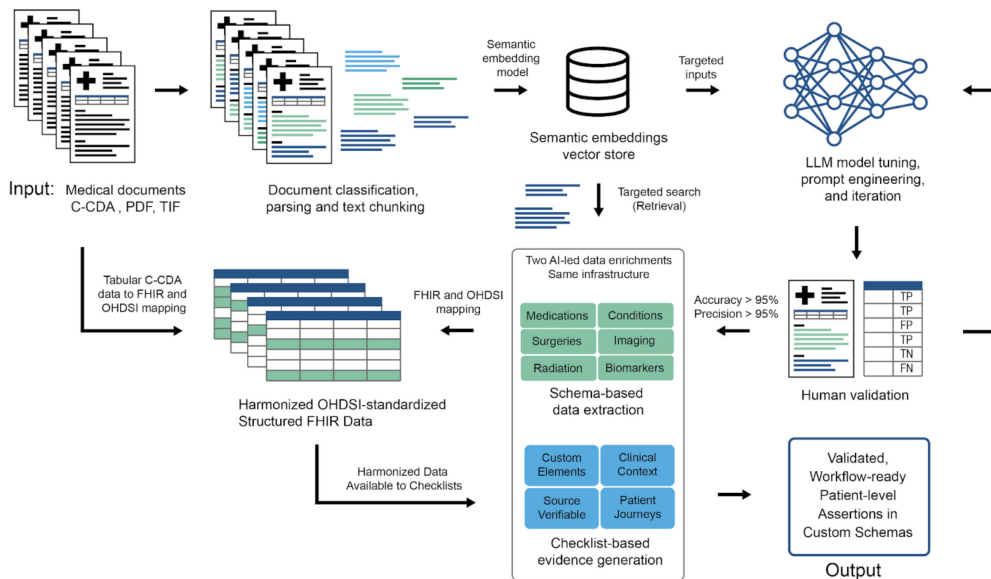 Semantic
embedding
model
Targeted
inputs
Semantic embeddings
vector store
Input:
Medical documents
C-CDA , PDF, TIF
Document classification,
parsing and text chunking
LLM model tuning,
prompt engineering,
and iteration
Targeted search
(Retrieval)
Tabular C-CDA
data to FHIR and
OHDSI mapping
FHIR and OHDSI
mapping
Two AI-led data enrichments
Same infrastructure
Medications
Conditions
Surgeries
Imaging
Radiation
Biomarkers
Schema-based
data extraction
Accuracy > 95%
Precision > 95%
TP
TP
FP
TP
TN
FN
Human validation
Harmonized OHDSI-standardized
Structured FHIR Data
Harmonized Data
Available to Checklists
Custom
Elements
Clinical
Context
Source
Verifiable
Patient
Journeys
Checklist-based
evidence generation
Validated,
Workflow-ready
Patient-level
Assertions in
Custom Schemas
Output